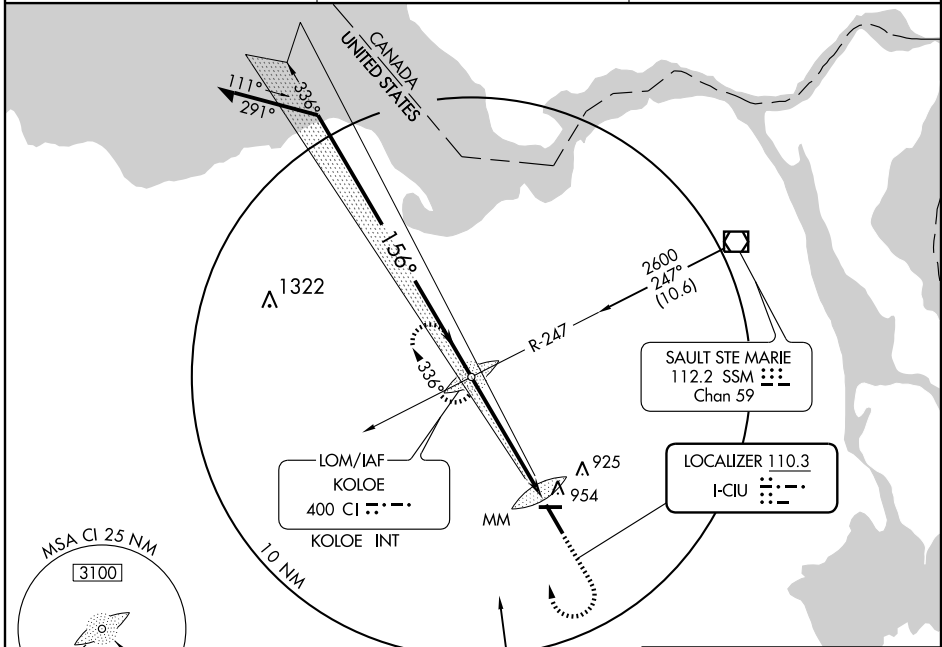 CANADA
UNITED STATES
111°
291°
336°
156°
1322
2600
247°
(10.6)
R-247
336°
SAULT STE MARIE
112.2 SSM
Chan 59
LOM/IAF
KOLOE
400 CI
KOLOE INT
925
954
MM
LOCALIZER 110.3
I-CIU
10 NM
MSA CI 25 NM
3100